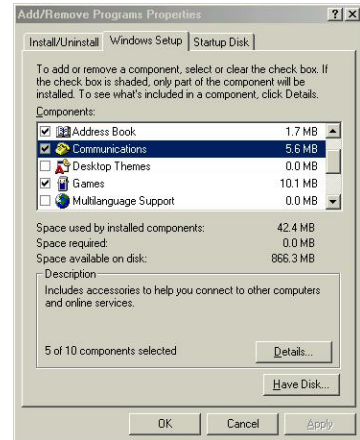 Add/Remove Programs Properties
Install/Uninstall Windows Setup Startup Disk
To add or remove a component, select or clear the check box. If
the check box is shaded, only part of the component will be
installed. To see what's included in a component, click Details.
Components:
Address Book 1.7 MB
Communications 5.6 MB
Desktop Themes 0.0 MB
Games 10.1 MB
Multilanguage Support 0.0 MB
Space used by installed components: 42.4 MB
Space required: 0.0 MB
Space available on disk: 866.3 MB
Description
Includes accessories to help you connect to other computers
and online services.
5 of 10 components selected Details...
Have Disk...
OK Cancel Apply